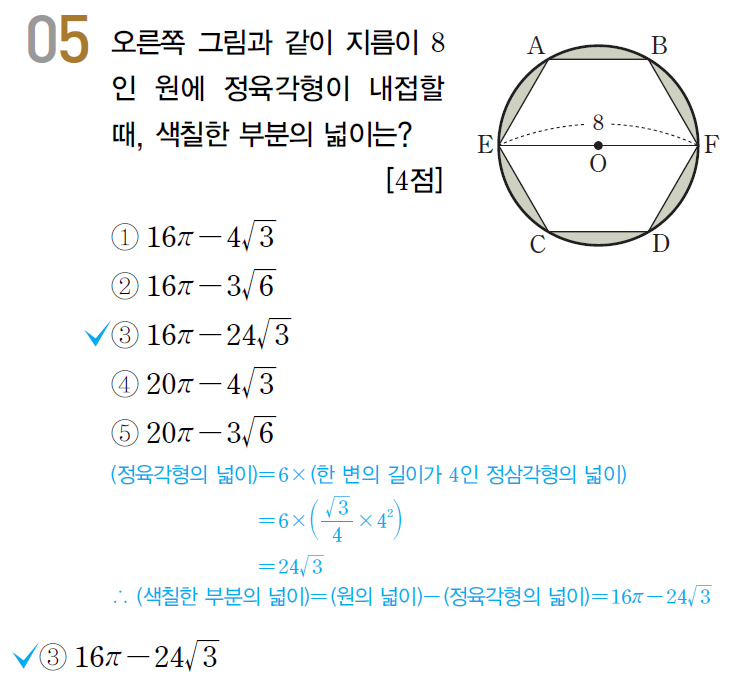 05 오른쪽 그림과 같이 지름이 8
인 원에 정육각형이 내접할
때, 색칠한 부분의 넓이는?
[4점]
A B
8
E F
O
C D
① 16π－4√3
② 16π－3√6
③ 16π－24√3
④ 20π－4√3
⑤ 20π－3√6
(정육각형의 넓이)=6×(한 변의 길이가 4인 정삼각형의 넓이)
=6×(√3/4×4²)
=24√3
∴ (색칠한 부분의 넓이)=(원의 넓이)－(정육각형의 넓이)=16π－24√3
③ 16π－24√3